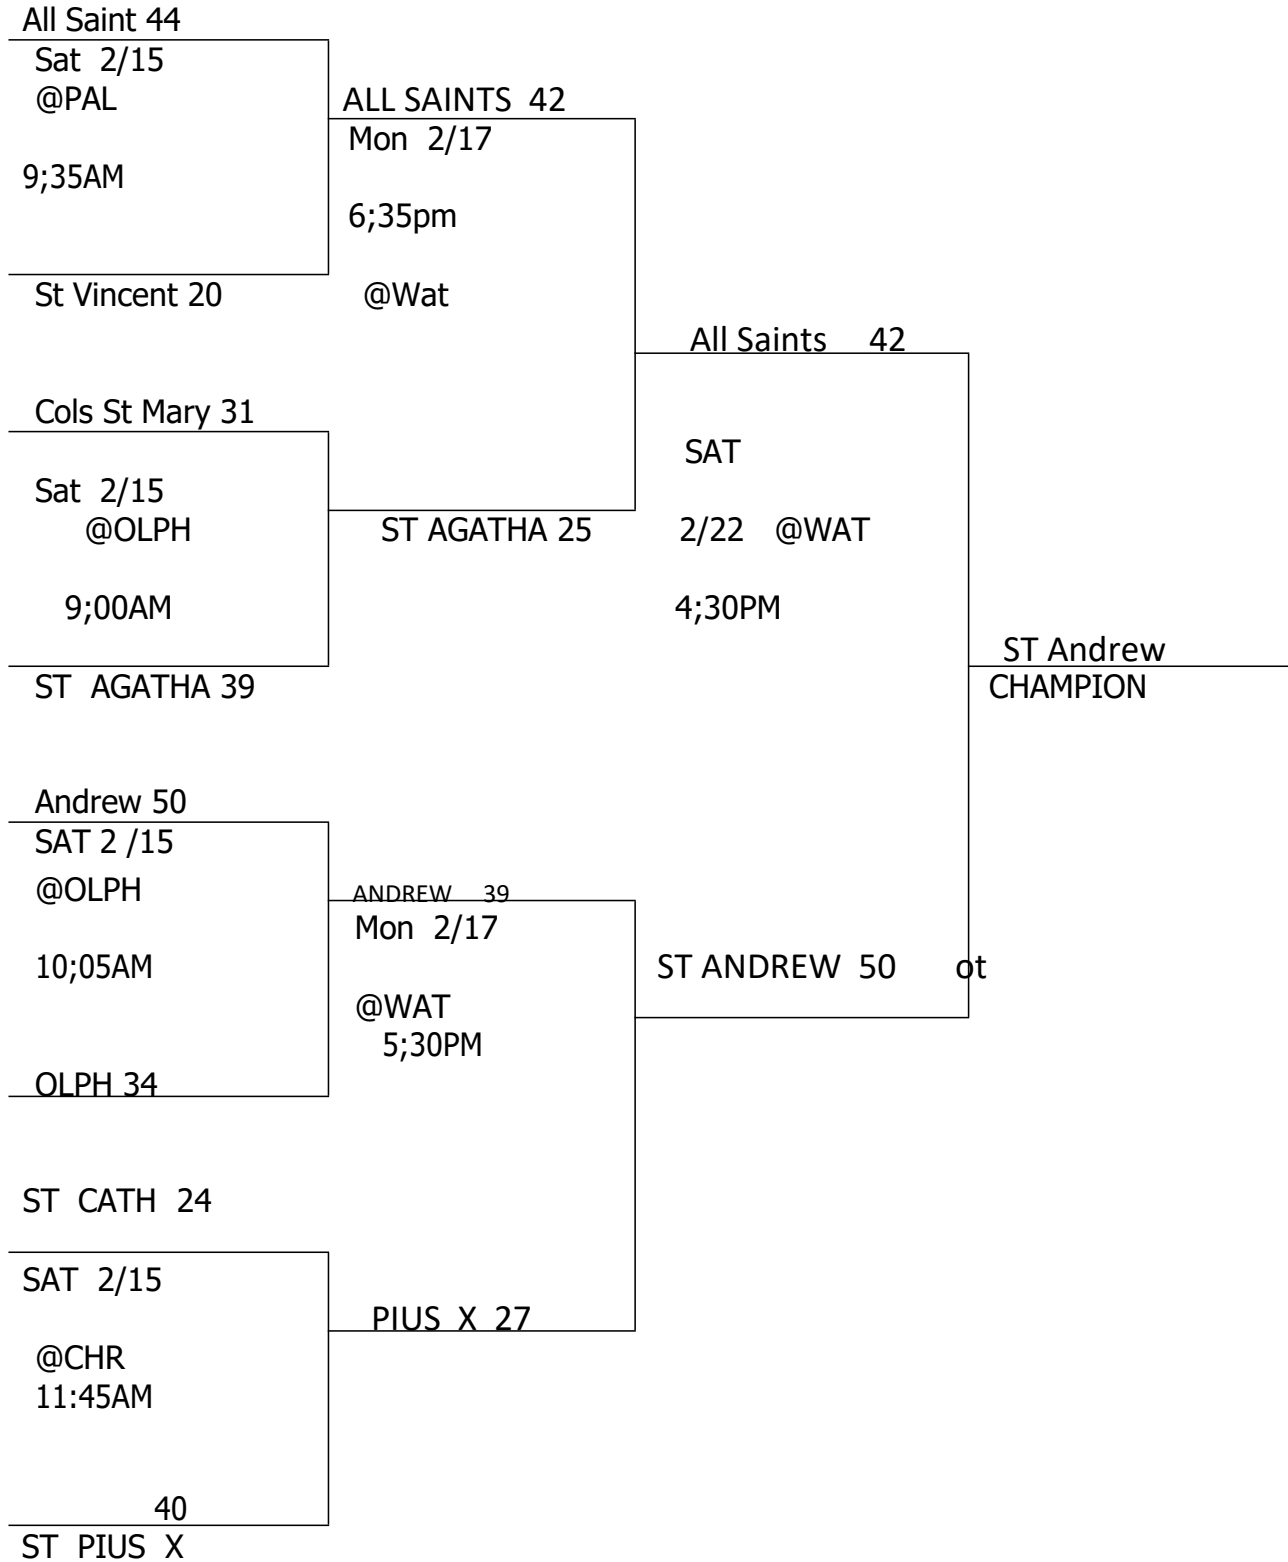 All Saint 44
Sat 2/15
@PAL
9;35AM
St Vincent 20
ALL SAINTS 42
Mon 2/17
6;35pm
@Wat
Cols St Mary 31
Sat 2/15
@OLPH
9;00AM
ST AGATHA 39
ST AGATHA 25
All Saints 42
SAT
2/22 @WAT
4;30PM
ST Andrew
CHAMPION
Andrew 50
SAT 2 /15
@OLPH
10;05AM
OLPH 34
ANDREW 39
Mon 2/17
@WAT
5;30PM
ST ANDREW 50 ot
ST CATH 24
SAT 2/15
@CHR
11:45AM
40
ST PIUS X
PIUS X 27